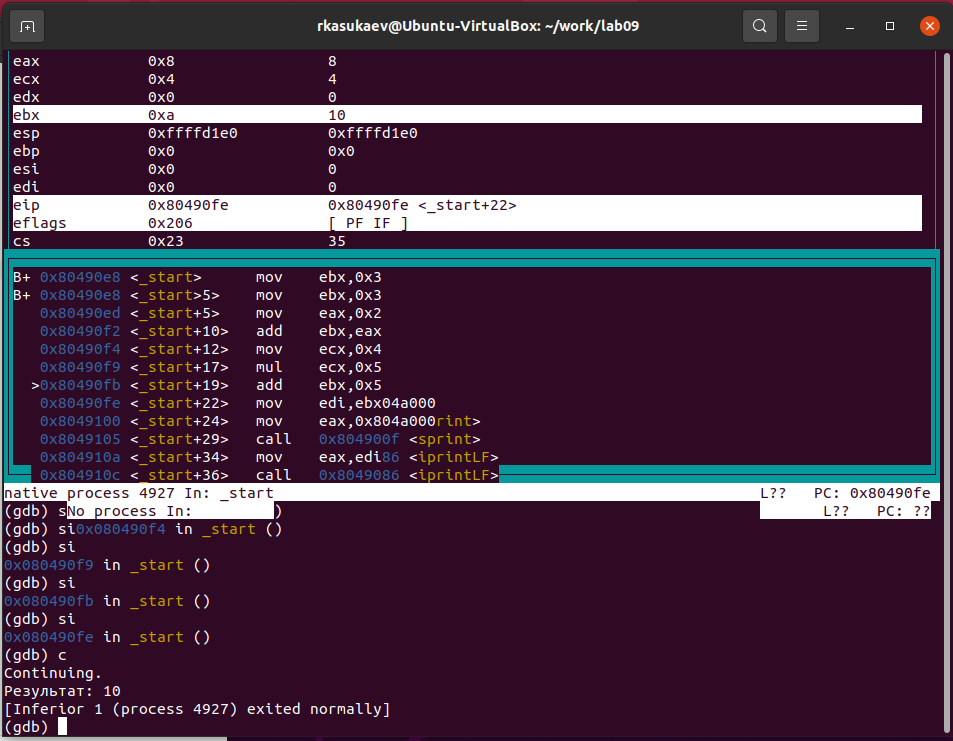 rkasukaev@Ubuntu-VirtualBox: ~/work/lab09
eax 0x8 8
ecx 0x4 4
edx 0x0 0
ebx 0xa 10
esp 0xffffd1e0 0xffffd1e0
ebp 0x0 0x0
esi 0x0 0
edi 0x0 0
eip 0x80490fe 0x80490fe <_start+22>
eflags 0x206 [ PF IF ]
cs 0x23 35
B+ 0x80490e8 <_start> mov ebx,0x3
B+ 0x80490e8 <_start>5> mov ebx,0x3
0x80490ed <_start+5> mov eax,0x2
0x80490f2 <_start+10> add ebx,eax
0x80490f4 <_start+12> mov ecx,0x4
0x80490f9 <_start+17> mul ecx,0x5
>0x80490fb <_start+19> add ebx,0x5
0x80490fe <_start+22> mov edi,ebx04a000
0x8049100 <_start+24> mov eax,0x804a000rint>
0x8049105 <_start+29> call 0x804900f <sprint>
0x804910a <_start+34> mov eax,edi86 <iprintLF>
0x804910c <_start+36> call 0x8049086 <iprintLF>
native process 4927 In: _start L?? PC: 0x80490fe
(gdb) sNo process In: ) L?? PC: ??
(gdb) si0x080490f4 in _start ()
(gdb) si
0x080490f9 in _start ()
(gdb) si
0x080490fb in _start ()
(gdb) si
0x080490fe in _start ()
(gdb) c
Continuing.
Результат: 10
[Inferior 1 (process 4927) exited normally]
(gdb)